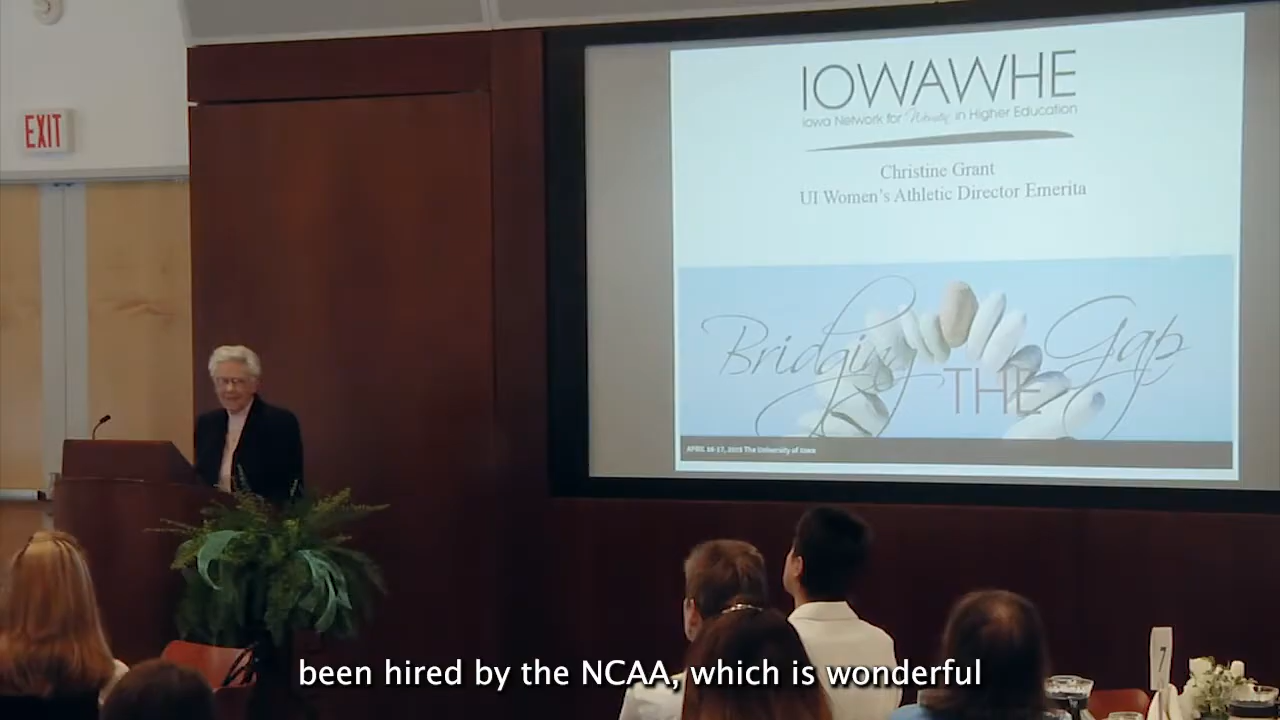 EXIT
IOWAWHE
Iowa Network for Women in Higher Education
Christine Grant
UI Women's Athletic Director Emerita
Bridging
THE
Gap
The University of Iowa
7
been hired by the NCAA, which is wonderful